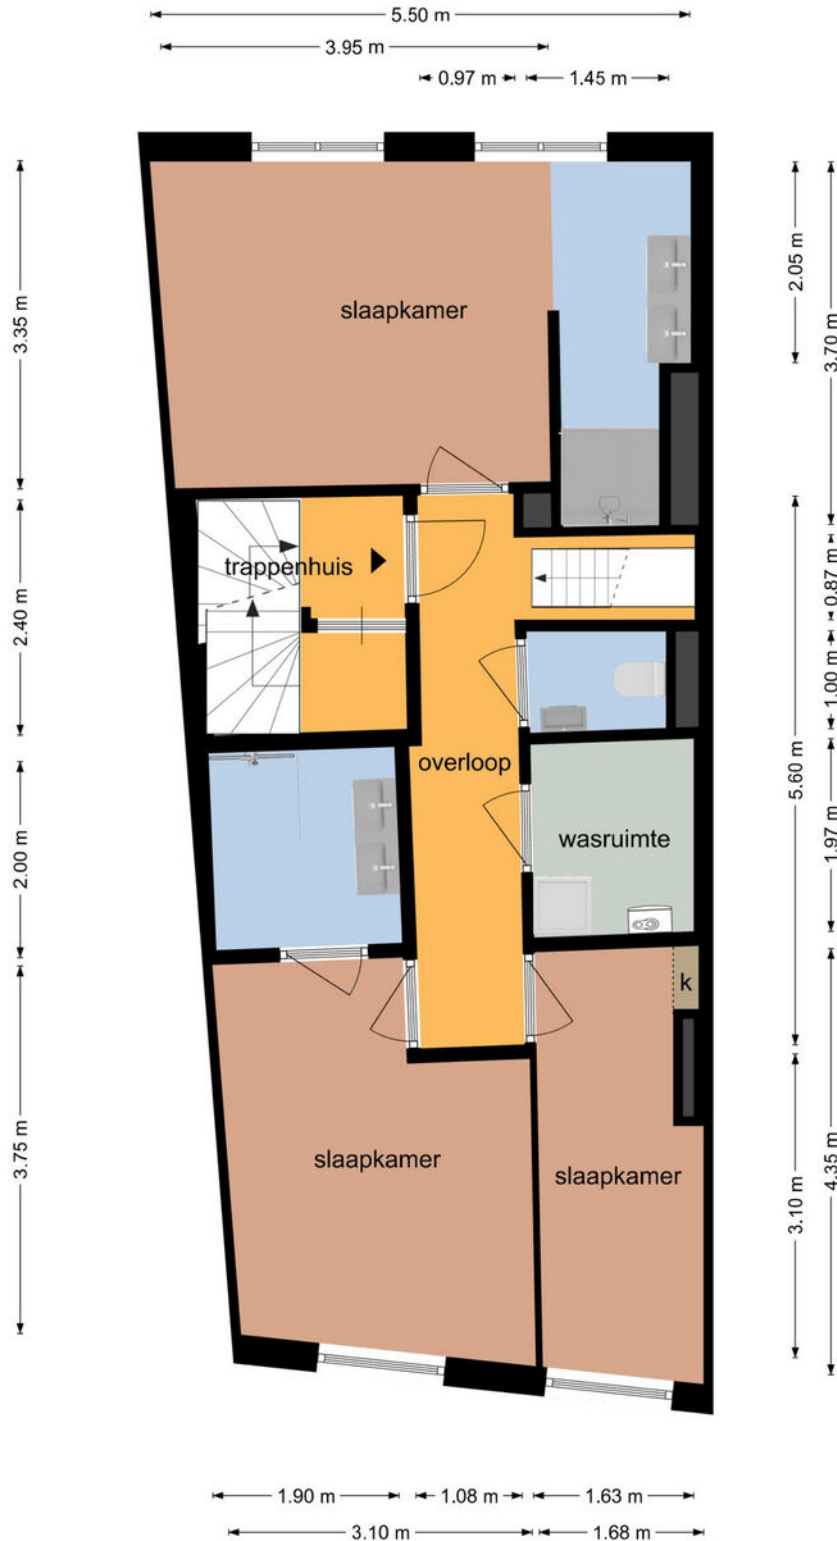 5.50 m
3.95 m
0.97 m
1.45 m
3.35 m
2.40 m
2.00 m
3.75 m
slaapkamer
trappenhuis
overloop
wasruimte
k
slaapkamer
slaapkamer
2.05 m
5.60 m
3.10 m
3.70 m
0.87 m
1.00 m
1.97 m
4.35 m
1.90 m
1.08 m
1.63 m
3.10 m
1.68 m